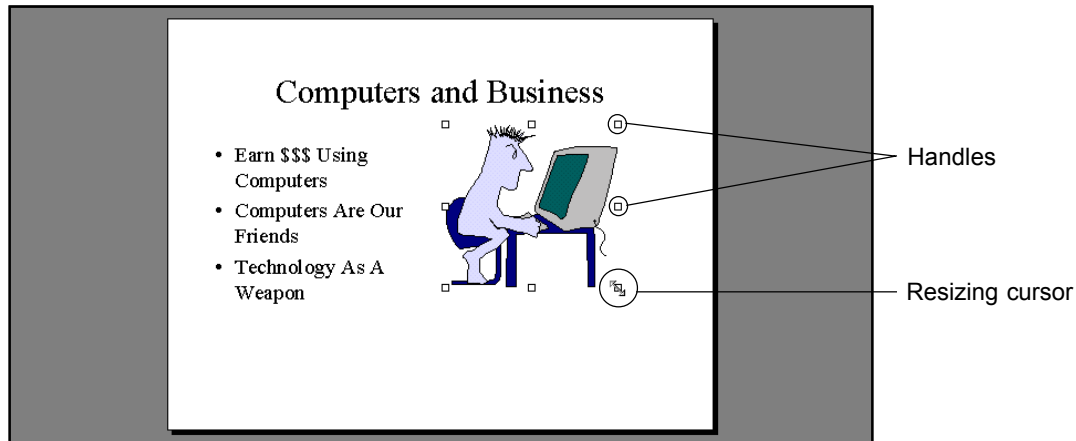 Computers and Business
• Earn $$$ Using
Computers
• Computers Are Our
Friends
• Technology As A
Weapon
Handles
Resizing cursor